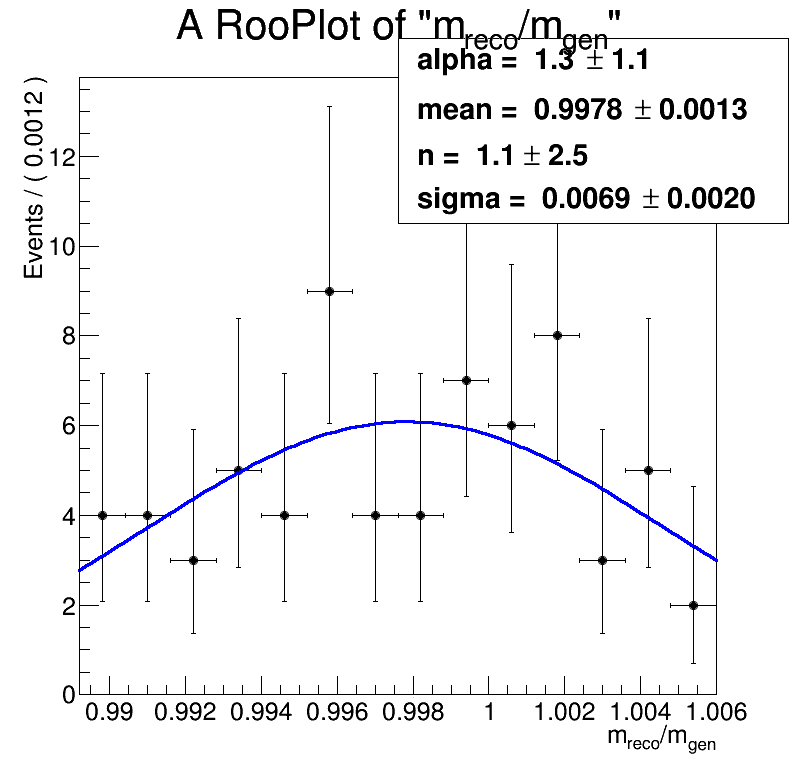 A RooPlot of "mreco/mgen"
alpha = 1.3 ± 1.1
mean = 0.9978 ± 0.0013
n = 1.1 ± 2.5
sigma = 0.0069 ± 0.0020
Events / ( 0.0012 )
12
10
8
6
4
2
0
0.99 0.992 0.994 0.996 0.998 1 1.002 1.004 1.006
mreco/mgen